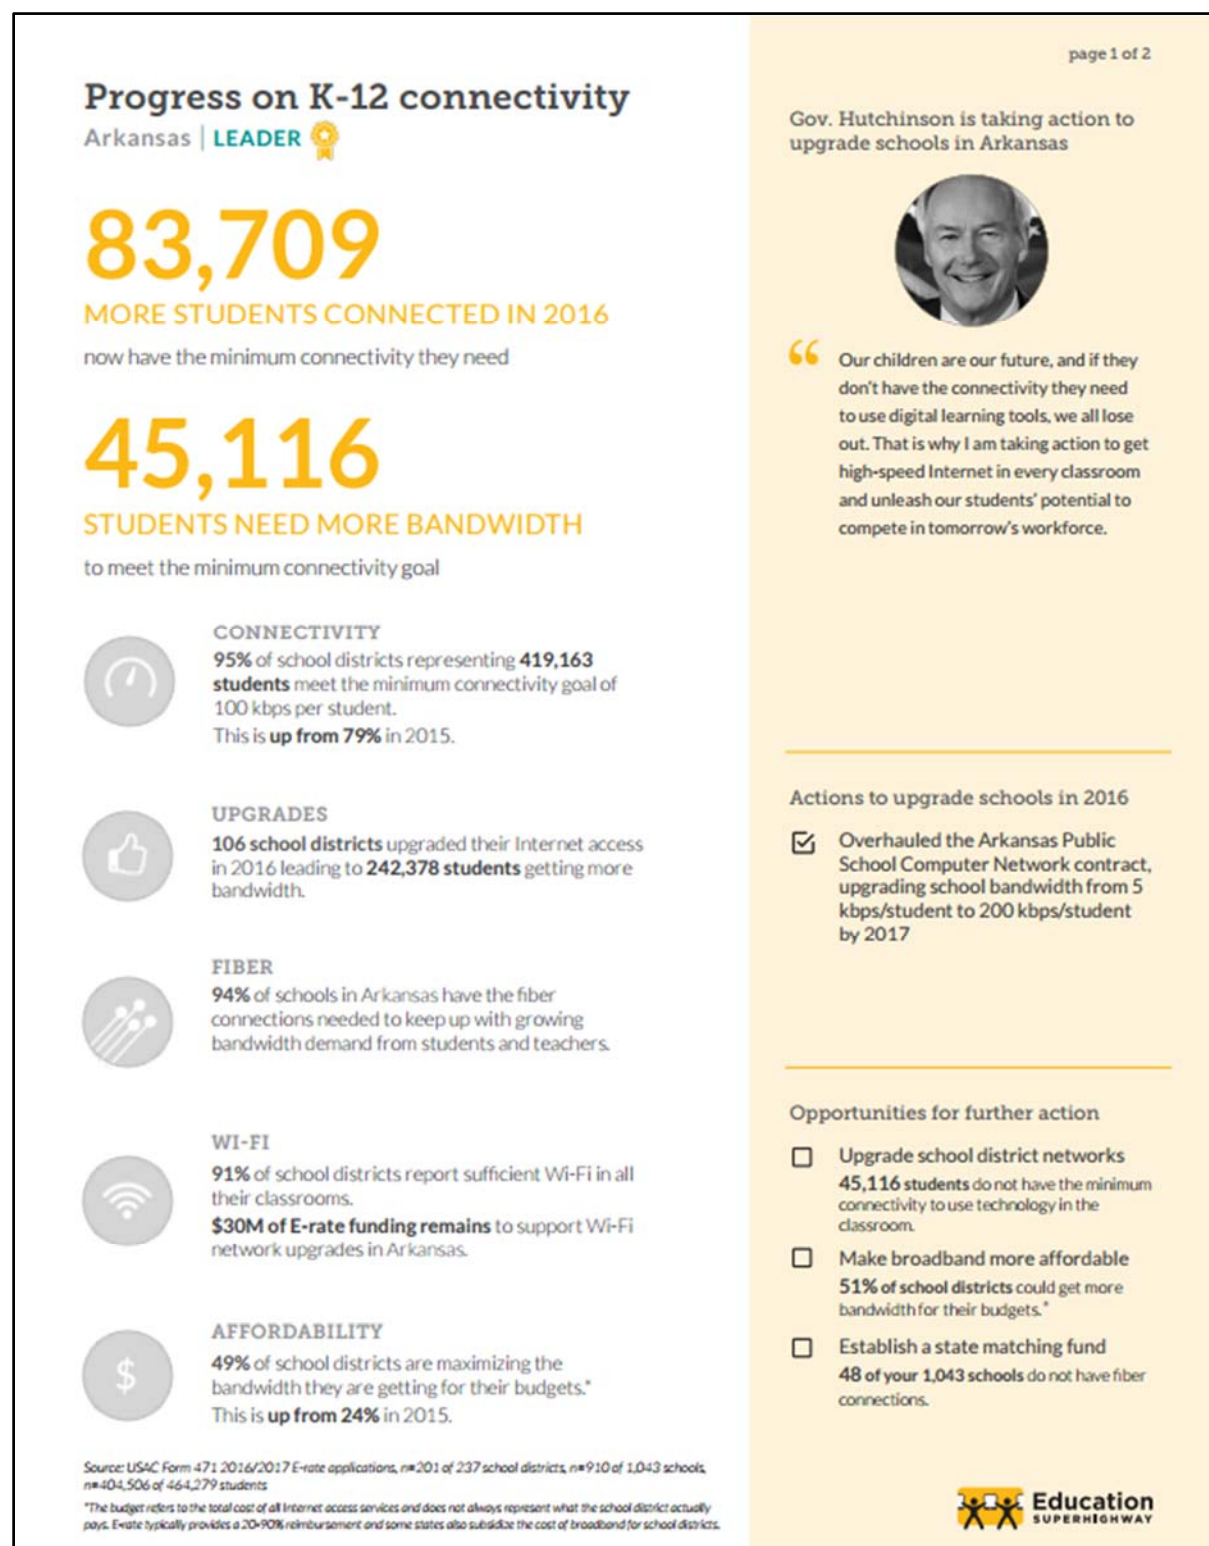 page 1 of 2
Progress on K-12 connectivity
Arkansas | LEADER
83,709
MORE STUDENTS CONNECTED IN 2016
now have the minimum connectivity they need
45,116
STUDENTS NEED MORE BANDWIDTH
to meet the minimum connectivity goal
CONNECTIVITY
95% of school districts representing 419,163
students meet the minimum connectivity goal of
100 kbps per student.
This is up from 79% in 2015.
UPGRADES
106 school districts upgraded their Internet access
in 2016 leading to 242,378 students getting more
bandwidth.
FIBER
94% of schools in Arkansas have the fiber
connections needed to keep up with growing
bandwidth demand from students and teachers.
WI-FI
91% of school districts report sufficient Wi-Fi in all
their classrooms.
$30M of E-rate funding remains to support Wi-Fi
network upgrades in Arkansas.
$
AFFORDABILITY
49% of school districts are maximizing the
bandwidth they are getting for their budgets.*
This is up from 24% in 2015.
Source: USAC Form 471 2016/2017 E-rate applications, n=201 of 237 school districts, n=910 of 1,043 schools,
n=404,506 of 464,279 students
*The budget refers to the total cost of all Internet access services and does not always represent what the school district actually
pays. E-rate typically provides a 20-90% reimbursement and some states also subsidize the cost of broadband for school districts.
Gov. Hutchinson is taking action to
upgrade schools in Arkansas
“ Our children are our future, and if they
don't have the connectivity they need
to use digital learning tools, we all lose
out. That is why I am taking action to get
high-speed Internet in every classroom
and unleash our students' potential to
compete in tomorrow's workforce.
Actions to upgrade schools in 2016
Overhauled the Arkansas Public
School Computer Network contract,
upgrading school bandwidth from 5
kbps/student to 200 kbps/student
by 2017
Opportunities for further action
Upgrade school district networks
45,116 students do not have the minimum
connectivity to use technology in the
classroom.
Make broadband more affordable
51% of school districts could get more
bandwidth for their budgets.*
Establish a state matching fund
48 of your 1,043 schools do not have fiber
connections.
Education
SUPERHIGHWAY